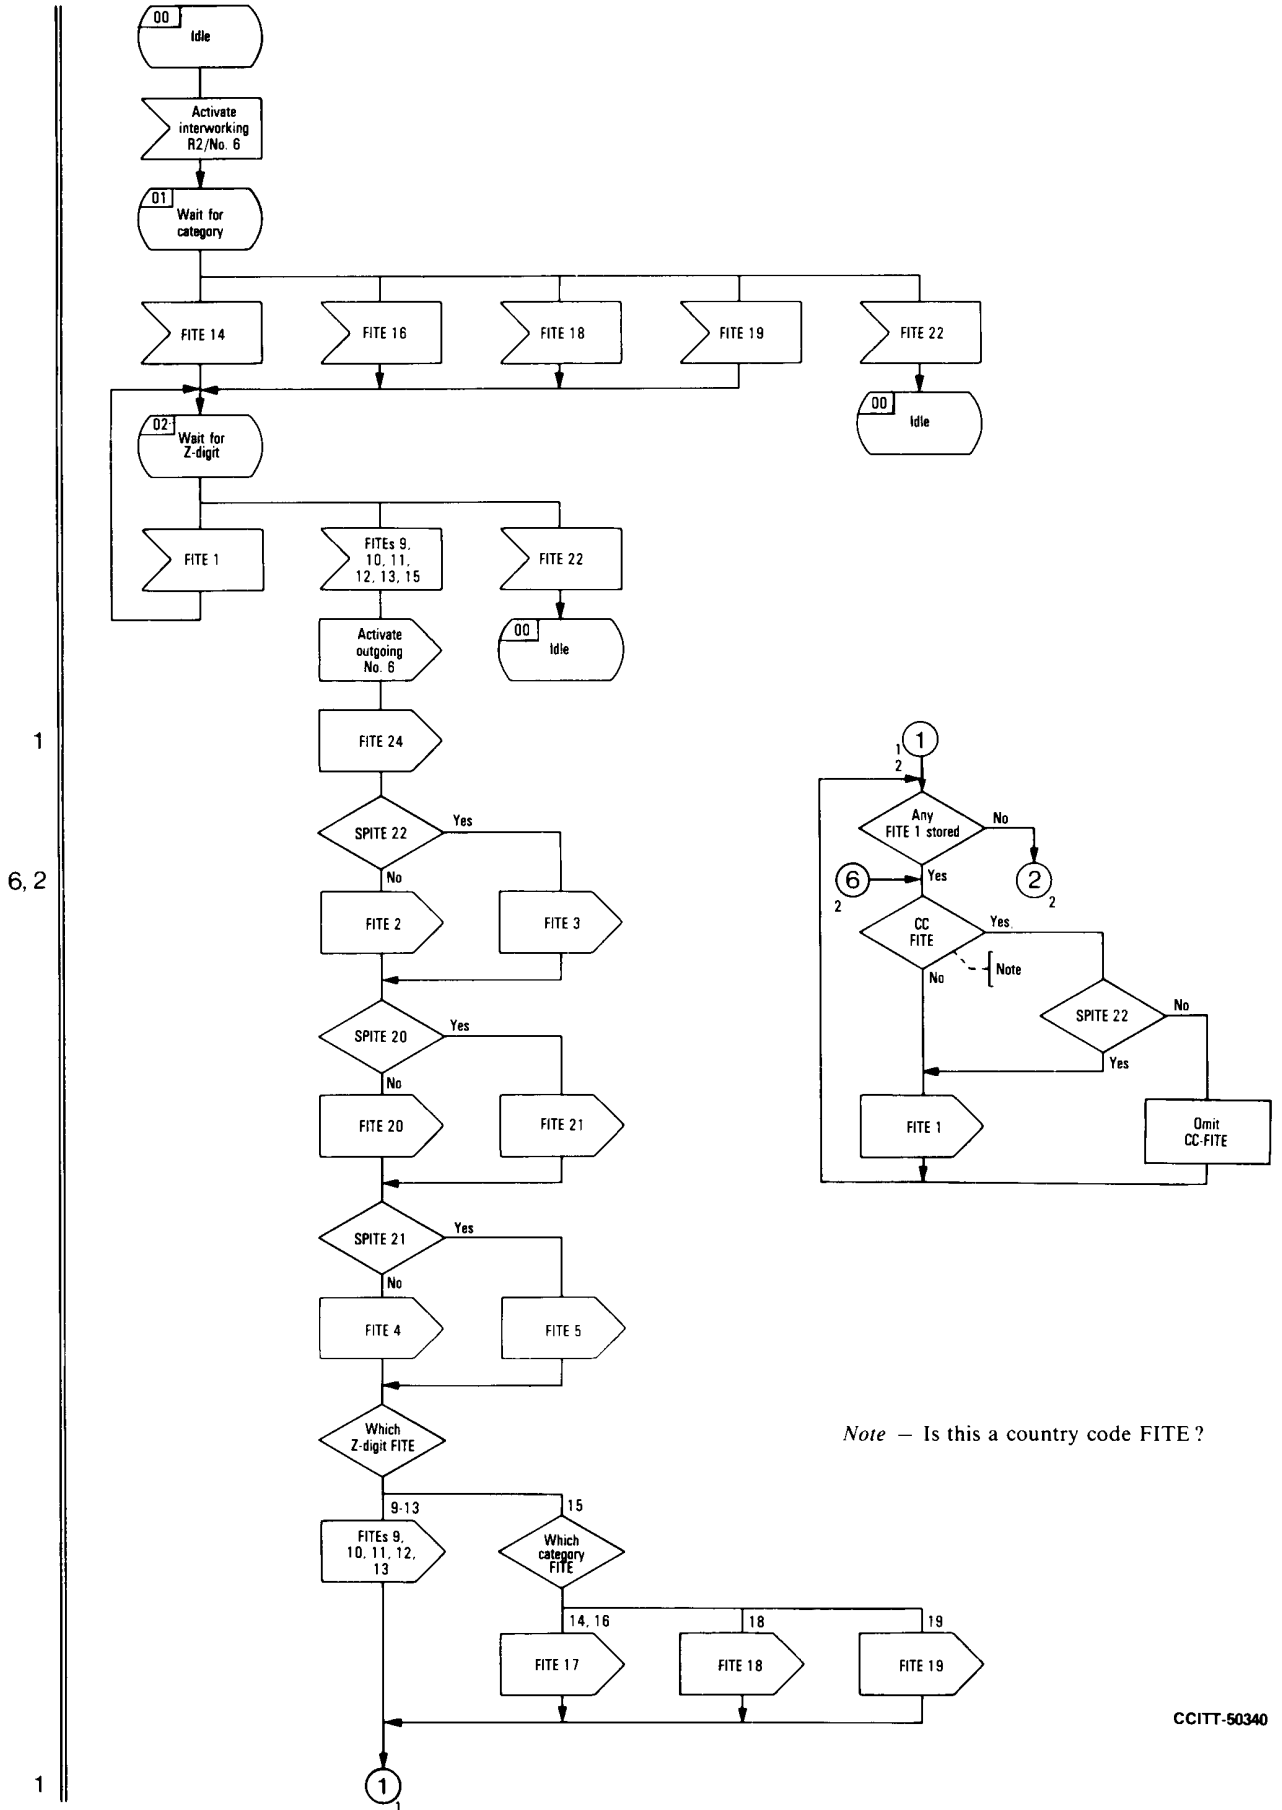 00
Idle
Activate
interworking
R2/No. 6
01
Wait for
category
FITE 14
FITE 16
FITE 18
FITE 19
FITE 22
00
Idle
02
Wait for
Z-digit
FITE 1
FITEs 9,
10, 11,
12, 13, 15
FITE 22
00
Idle
Activate
outgoing
No. 6
1
FITE 24
SPITE 22
Yes
No
6, 2
FITE 2
FITE 3
SPITE 20
Yes
No
FITE 20
FITE 21
SPITE 21
Yes
No
FITE 4
FITE 5
Which
Z-digit FITE
9-13
15
FITEs 9,
10, 11, 12,
13
Which
category
FITE
14, 16
18
19
FITE 17
FITE 18
FITE 19
1
1
1
1
1
2
Any
FITE 1 stored
No
Yes
6
2
2
2
CC
FITE
Yes
No
Note
SPITE 22
No
Yes
FITE 1
Omit
CC-FITE
Note – Is this a country code FITE ?
CCITT-50340